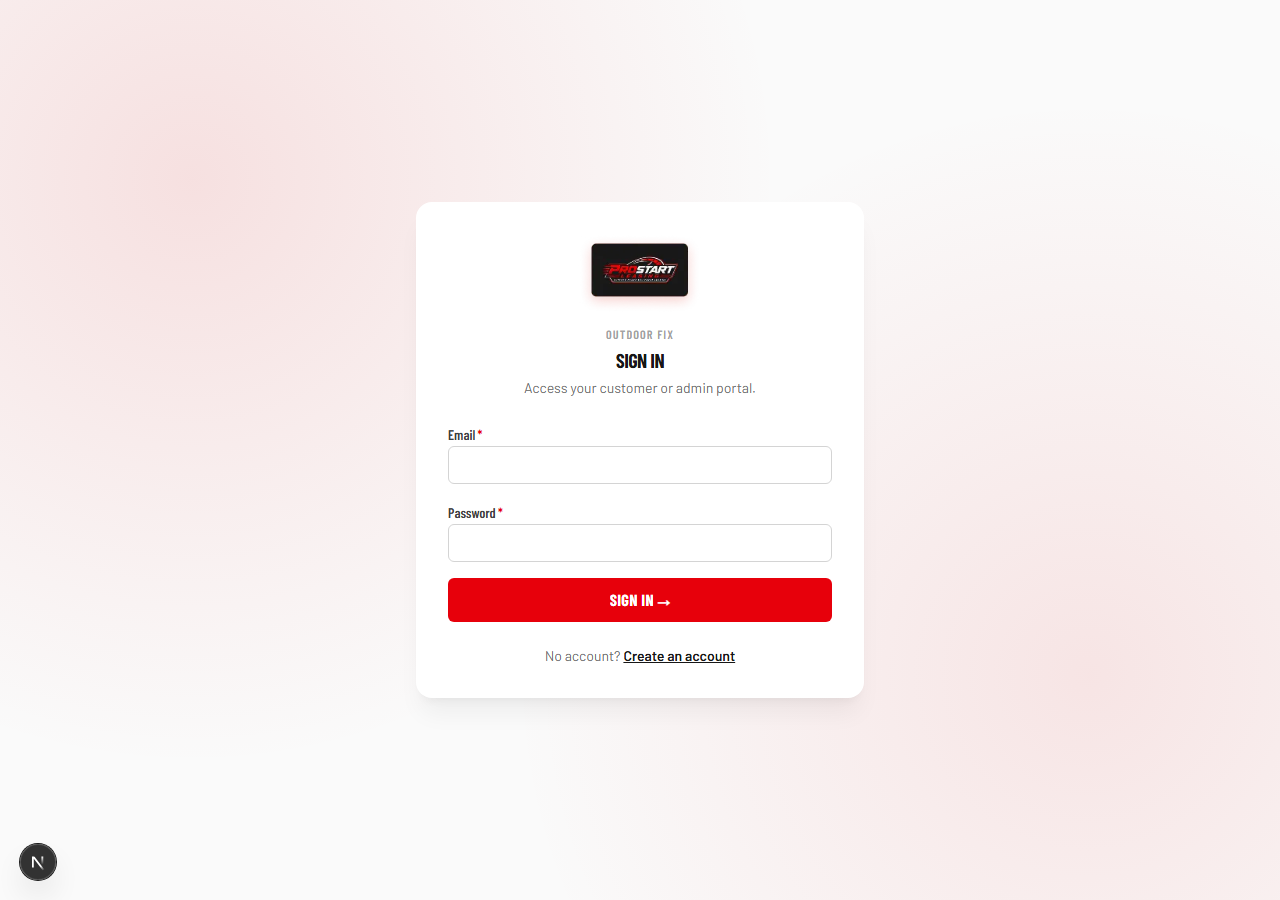 PROSTART
OUTDOOR FIX
SIGN IN
Access your customer or admin portal.
Email *
Password *
SIGN IN →
No account? Create an account
N